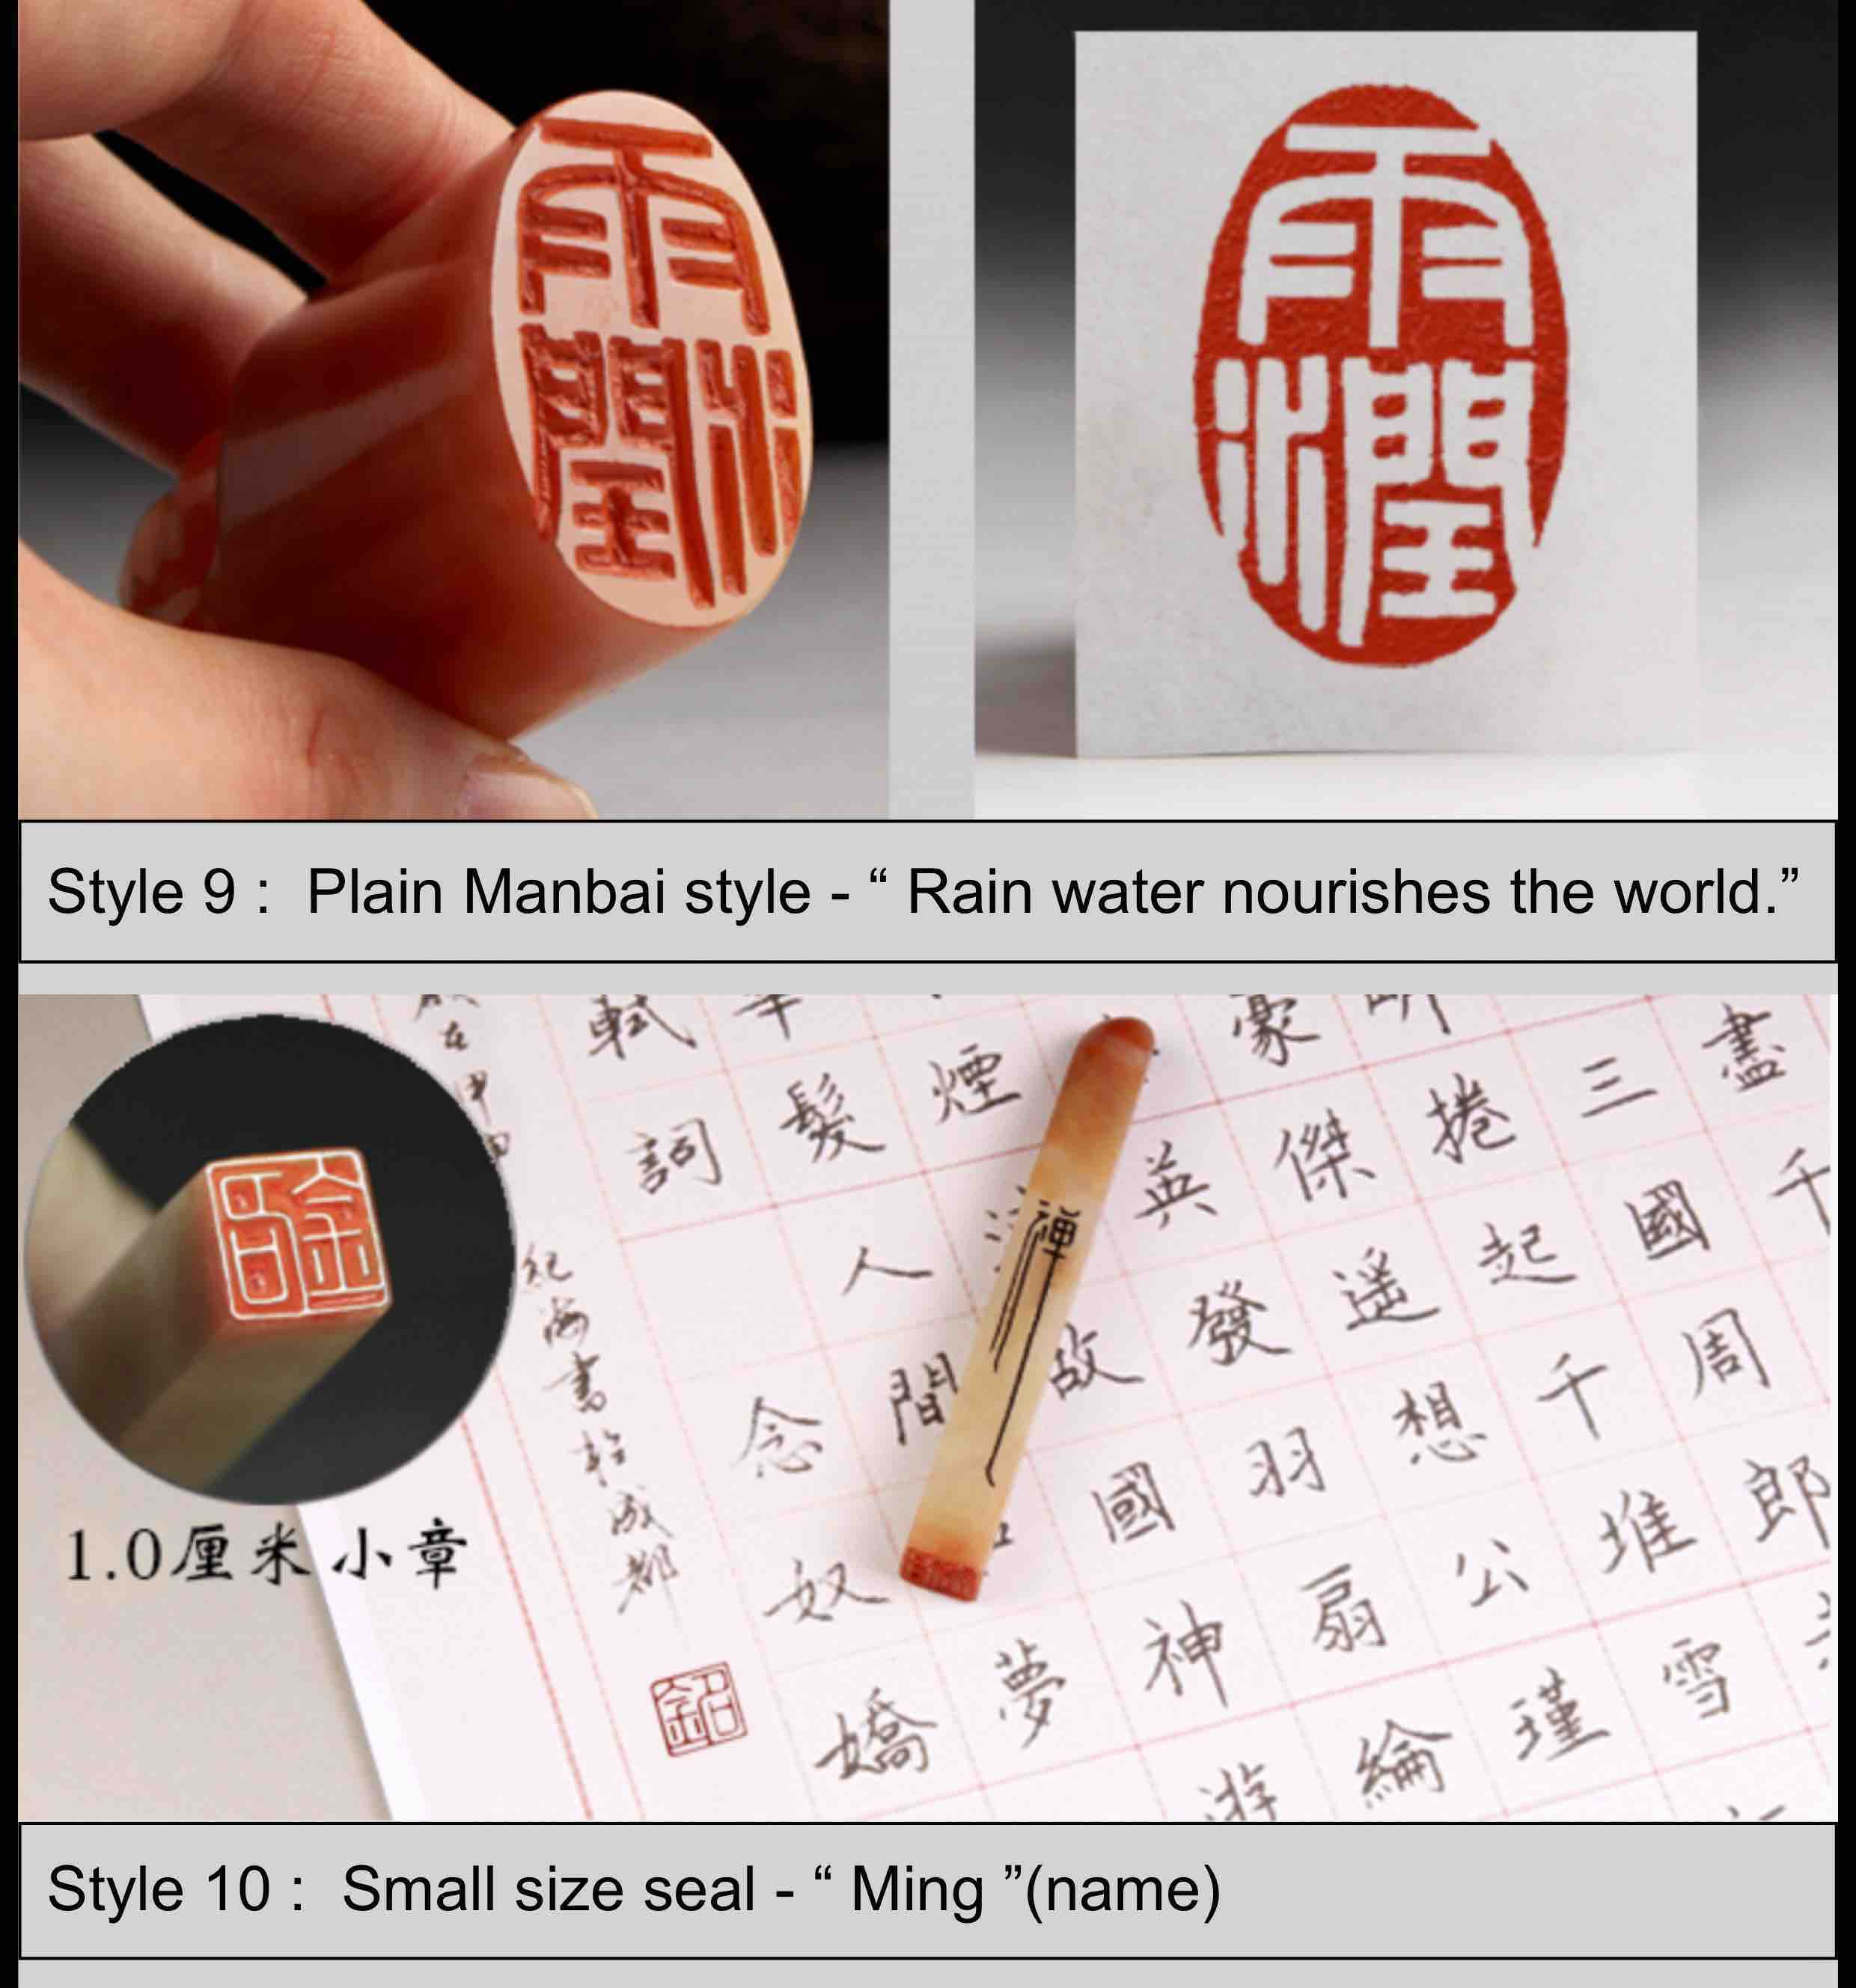 雨潤
Style 9 : Plain Manbai style - “ Rain water nourishes the world.”
盡千
三國周郎
捲起千堆雪
豪傑遥想公瑾
英發羽扇綸
故國神游
煙
髮人間夢
軾詞念奴嬌
紀海書於成都
銘
禪
1.0厘米小章
Style 10 : Small size seal - “ Ming ”(name)